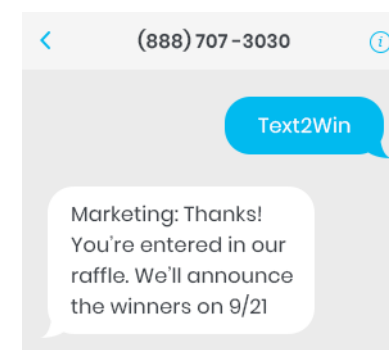 (888) 707-3030
Text2Win
Marketing: Thanks!
You're entered in our
raffle. We'll announce
the winners on 9/21